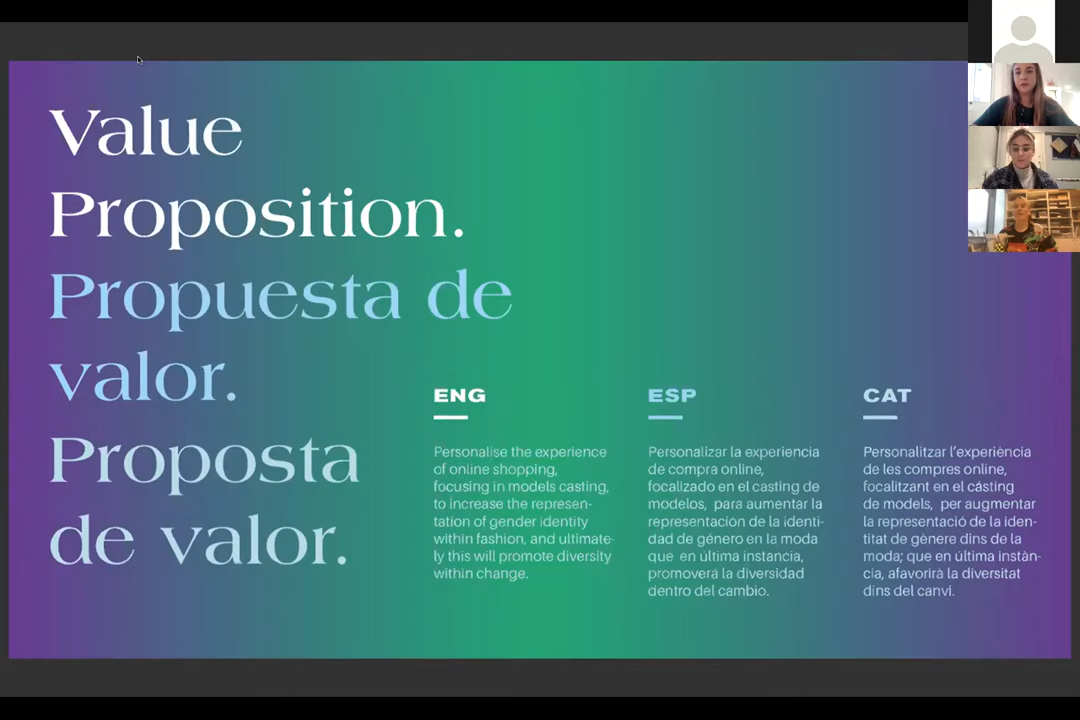 Value
Proposition.
Propuesta de
valor.
Proposta
de valor.
ENG
Personalise the experience
of online shopping,
focusing in models casting,
to increase the represen-
tation of gender identity
within fashion, and ultimate-
ly this will promote diversity
within change.
ESP
Personalizar la experiencia
de compra online,
focalizado en el casting de
modelos, para aumentar la
representación de la identi-
dad de género en la moda
que en última instancia,
promoverá la diversidad
dentro del cambio.
CAT
Personalitzar l'experiència
de les compres online,
focalitzant en el càsting
de models, per augmentar
la representació de la iden-
titat de gènere dins de la
moda; que en última instàn-
cia, afavorirà la diversitat
dins del canvi.